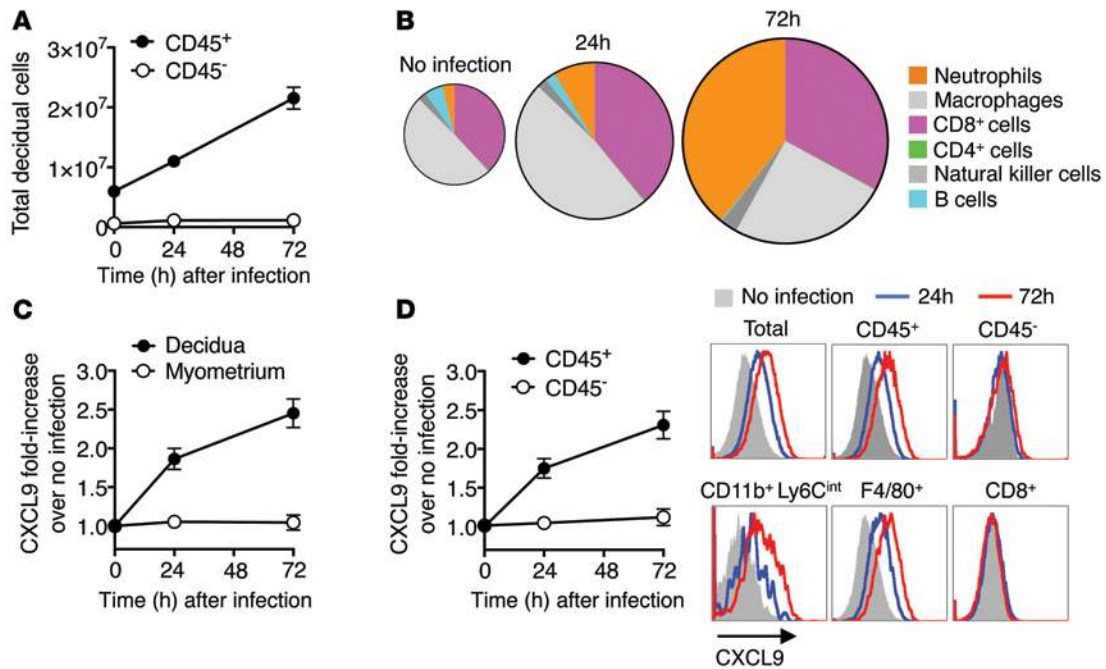 A
Total decidual cells
3×10⁷
2×10⁷
1×10⁷
0
CD45⁺
CD45⁻
0 24 48 72
Time (h) after infection
B
No infection
24h
72h
Neutrophils
Macrophages
CD8⁺ cells
CD4⁺ cells
Natural killer cells
B cells
C
CXCL9 fold-increase
over no infection
Decidua
Myometrium
3.0
2.5
2.0
1.5
1.0
0 24 48 72
Time (h) after infection
D
CXCL9 fold-increase
over no infection
CD45⁺
CD45⁻
3.0
2.5
2.0
1.5
1.0
0 24 48 72
Time (h) after infection
No infection 24h 72h
Total CD45⁺ CD45⁻
CD11b⁺ Ly6Cⁱⁿᵗ F4/80⁺ CD8⁺
CXCL9